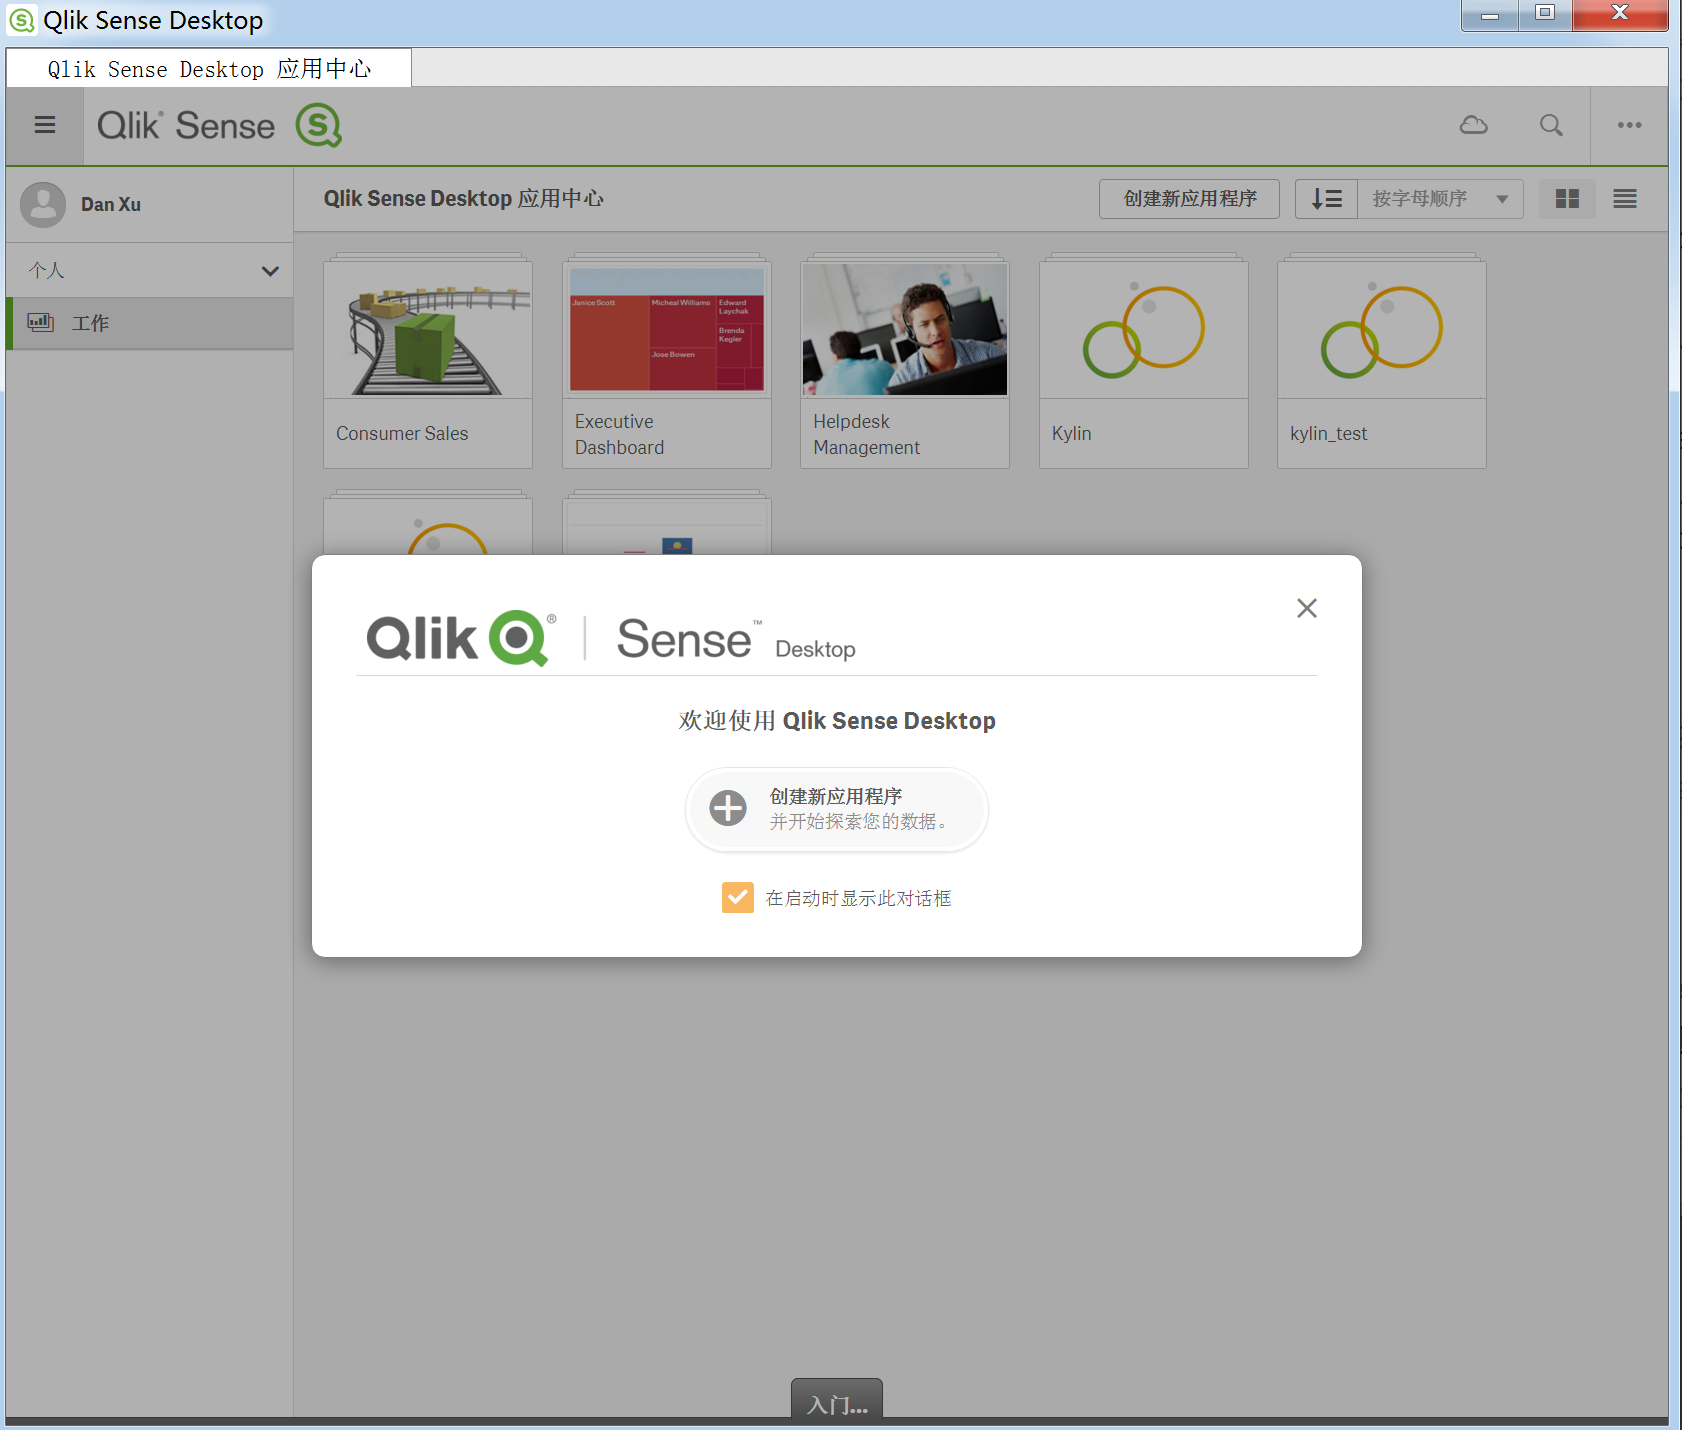 Qlik Sense Desktop
Qlik Sense Desktop 应用中心
Qlik Sense
Dan Xu
Qlik Sense Desktop 应用中心
创建新应用程序
按字母顺序
个人
工作
Janice Scott
Micheal Williams
Edward
Laychak
Brenda
Kegler
Jose Bowen
Consumer Sales
Executive
Dashboard
Helpdesk
Management
Kylin
kylin_test
Qlik® | Sense™ Desktop
欢迎使用 Qlik Sense Desktop
创建新应用程序
并开始探索您的数据。
在启动时显示此对话框
入门...